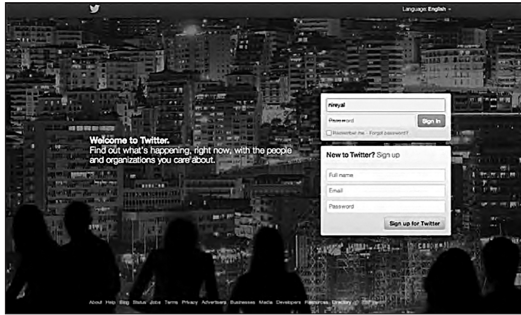 Language: English
nireyal
Password
Sign in
Remember me · Forgot password?
Welcome to Twitter.
Find out what's happening, right now, with the people
and organizations you care about.
New to Twitter? Sign up
Full name
Email
Password
Sign up for Twitter
About Help Blog Status Jobs Terms Privacy Advertisers Businesses Media Developers Resources Directory